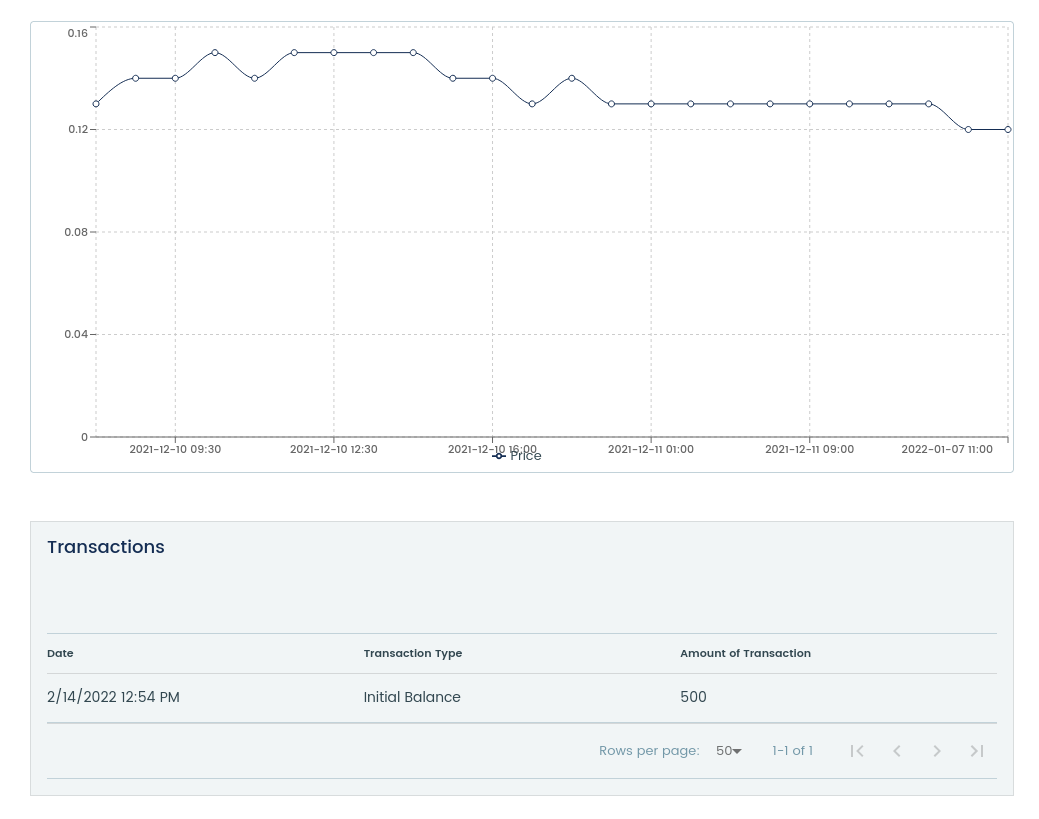 0.16
0.12
0.08
0.04
0
2021-12-10 09:30 2021-12-10 12:30 2021-12-10 16:00 2021-12-11 01:00 2021-12-11 09:00 2022-01-07 11:00
Price
Transactions
Date Transaction Type Amount of Transaction
2/14/2022 12:54 PM Initial Balance 500
Rows per page: 50 1-1 of 1